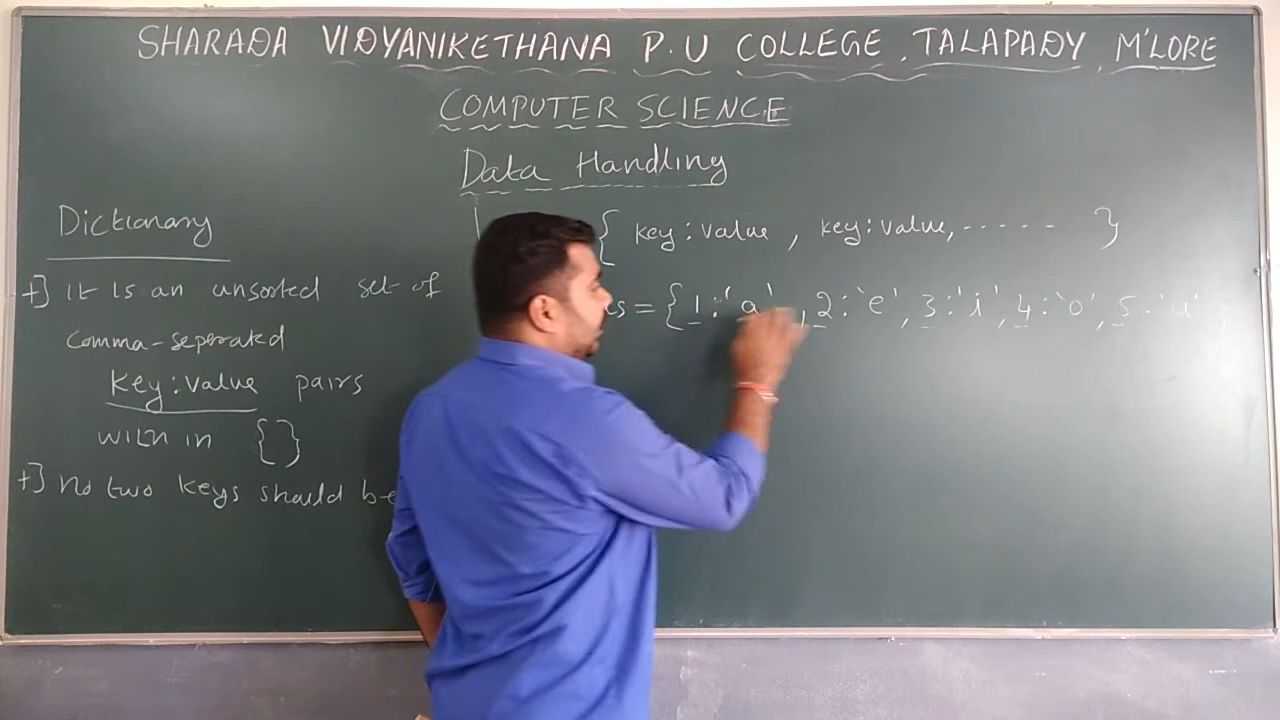 SHARADA VIDYANIKETHANA P.U COLLEGE, TALAPADY, M'LORE
COMPUTER SCIENCE
Data Handling
Dictionary
+] It is an unsorted set of
comma-seperated
key:value pairs
with in { }
+] No two keys should be
{ key:value, key:value, ..... }
= { 1:'a', 2:'e', 3:'i', 4:'o', 5:'u'